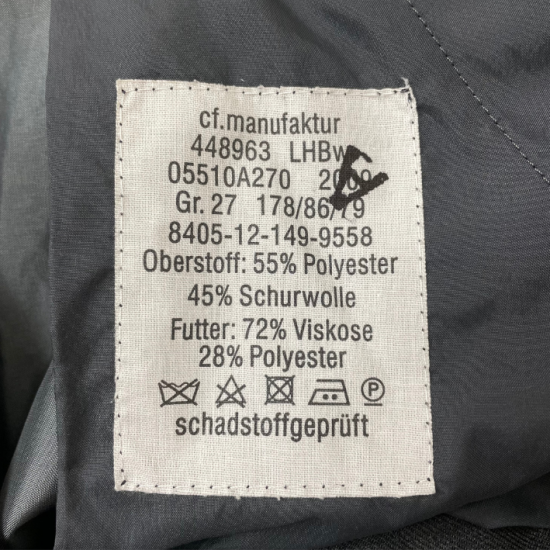 cf.manufaktur
448963 LHBw
05510A270 2009
Gr. 27 178/86/79
8405-12-149-9558
Oberstoff: 55% Polyester
45% Schurwolle
Futter: 72% Viskose
28% Polyester
P
schadstoffgeprüft